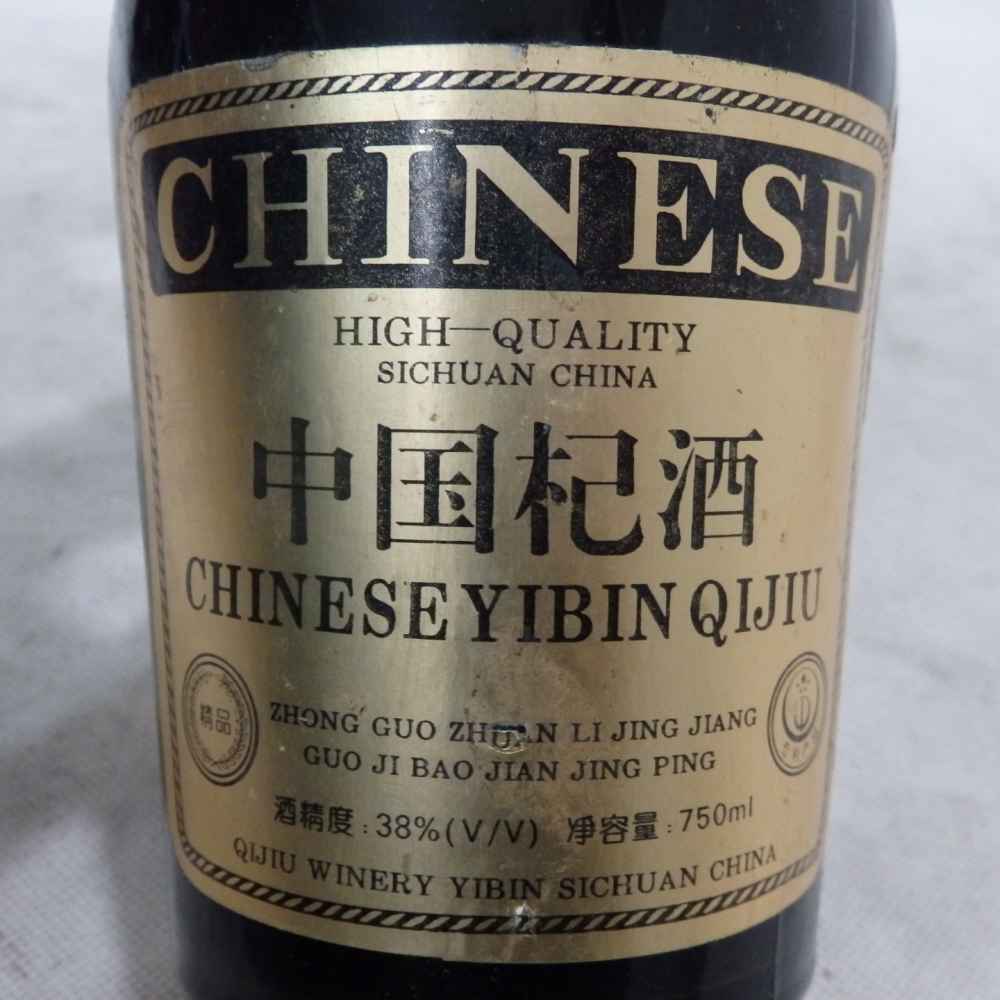 CHINESE
HIGH—QUALITY
SICHUAN CHINA
中国杞酒
CHINESE YIBIN QIJIU
精品
ZHONG GUO ZHUAN LI JING JIANG
GUO JI BAO JIAN JING PING
酒精度:38%(V/V) 净容量:750ml
QIJIU WINERY YIBIN SICHUAN CHINA